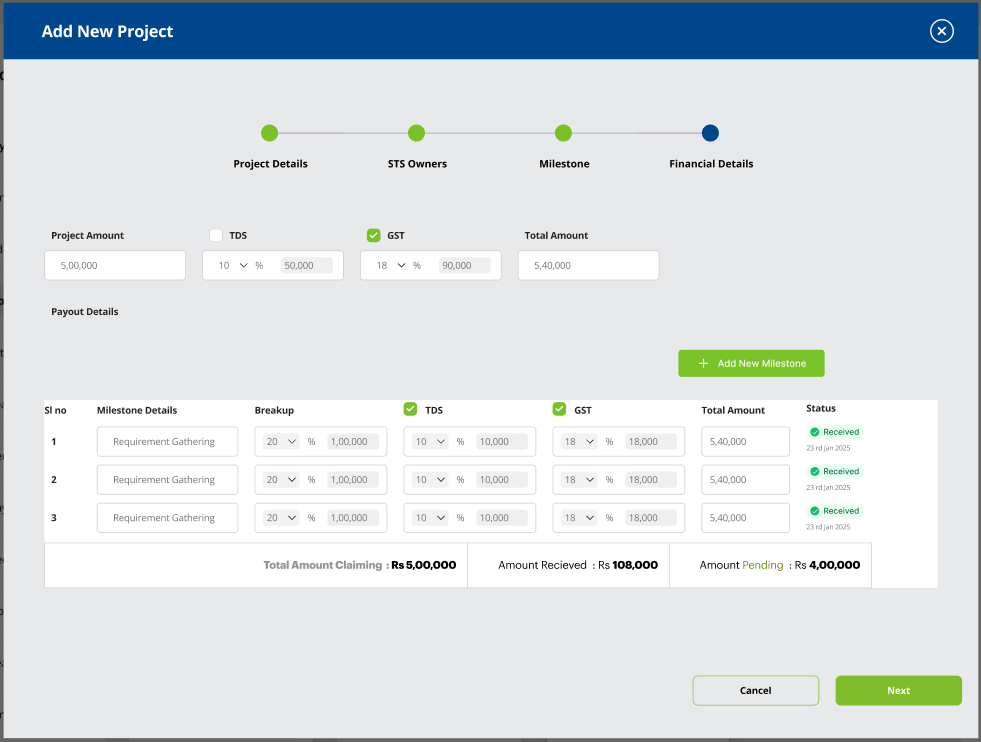 Add New Project
Project Details STS Owners Milestone Financial Details
Project Amount TDS GST Total Amount
5,00,000 10 % 50,000 18 % 90,000 5,40,000
Payout Details
+ Add New Milestone
Sl no Milestone Details Breakup TDS GST Total Amount Status
1 Requirement Gathering 20 % 1,00,000 10 % 10,000 18 % 18,000 5,40,000 Received
23 rd Jan 2025
2 Requirement Gathering 20 % 1,00,000 10 % 10,000 18 % 18,000 5,40,000 Received
23 rd Jan 2025
3 Requirement Gathering 20 % 1,00,000 10 % 10,000 18 % 18,000 5,40,000 Received
23 rd Jan 2025
Total Amount Claiming : Rs 5,00,000 Amount Recieved : Rs 108,000 Amount Pending : Rs 4,00,000
Cancel Next